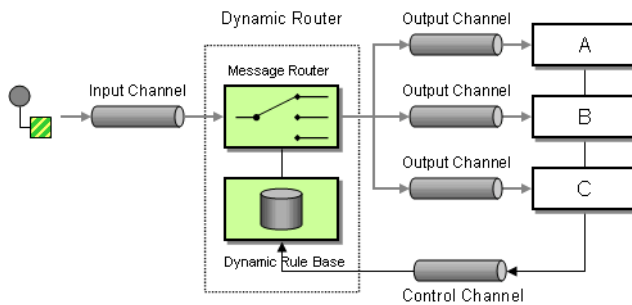 Dynamic Router
Output Channel
A
Input Channel
Message Router
Output Channel
B
Output Channel
C
Dynamic Rule Base
Control Channel